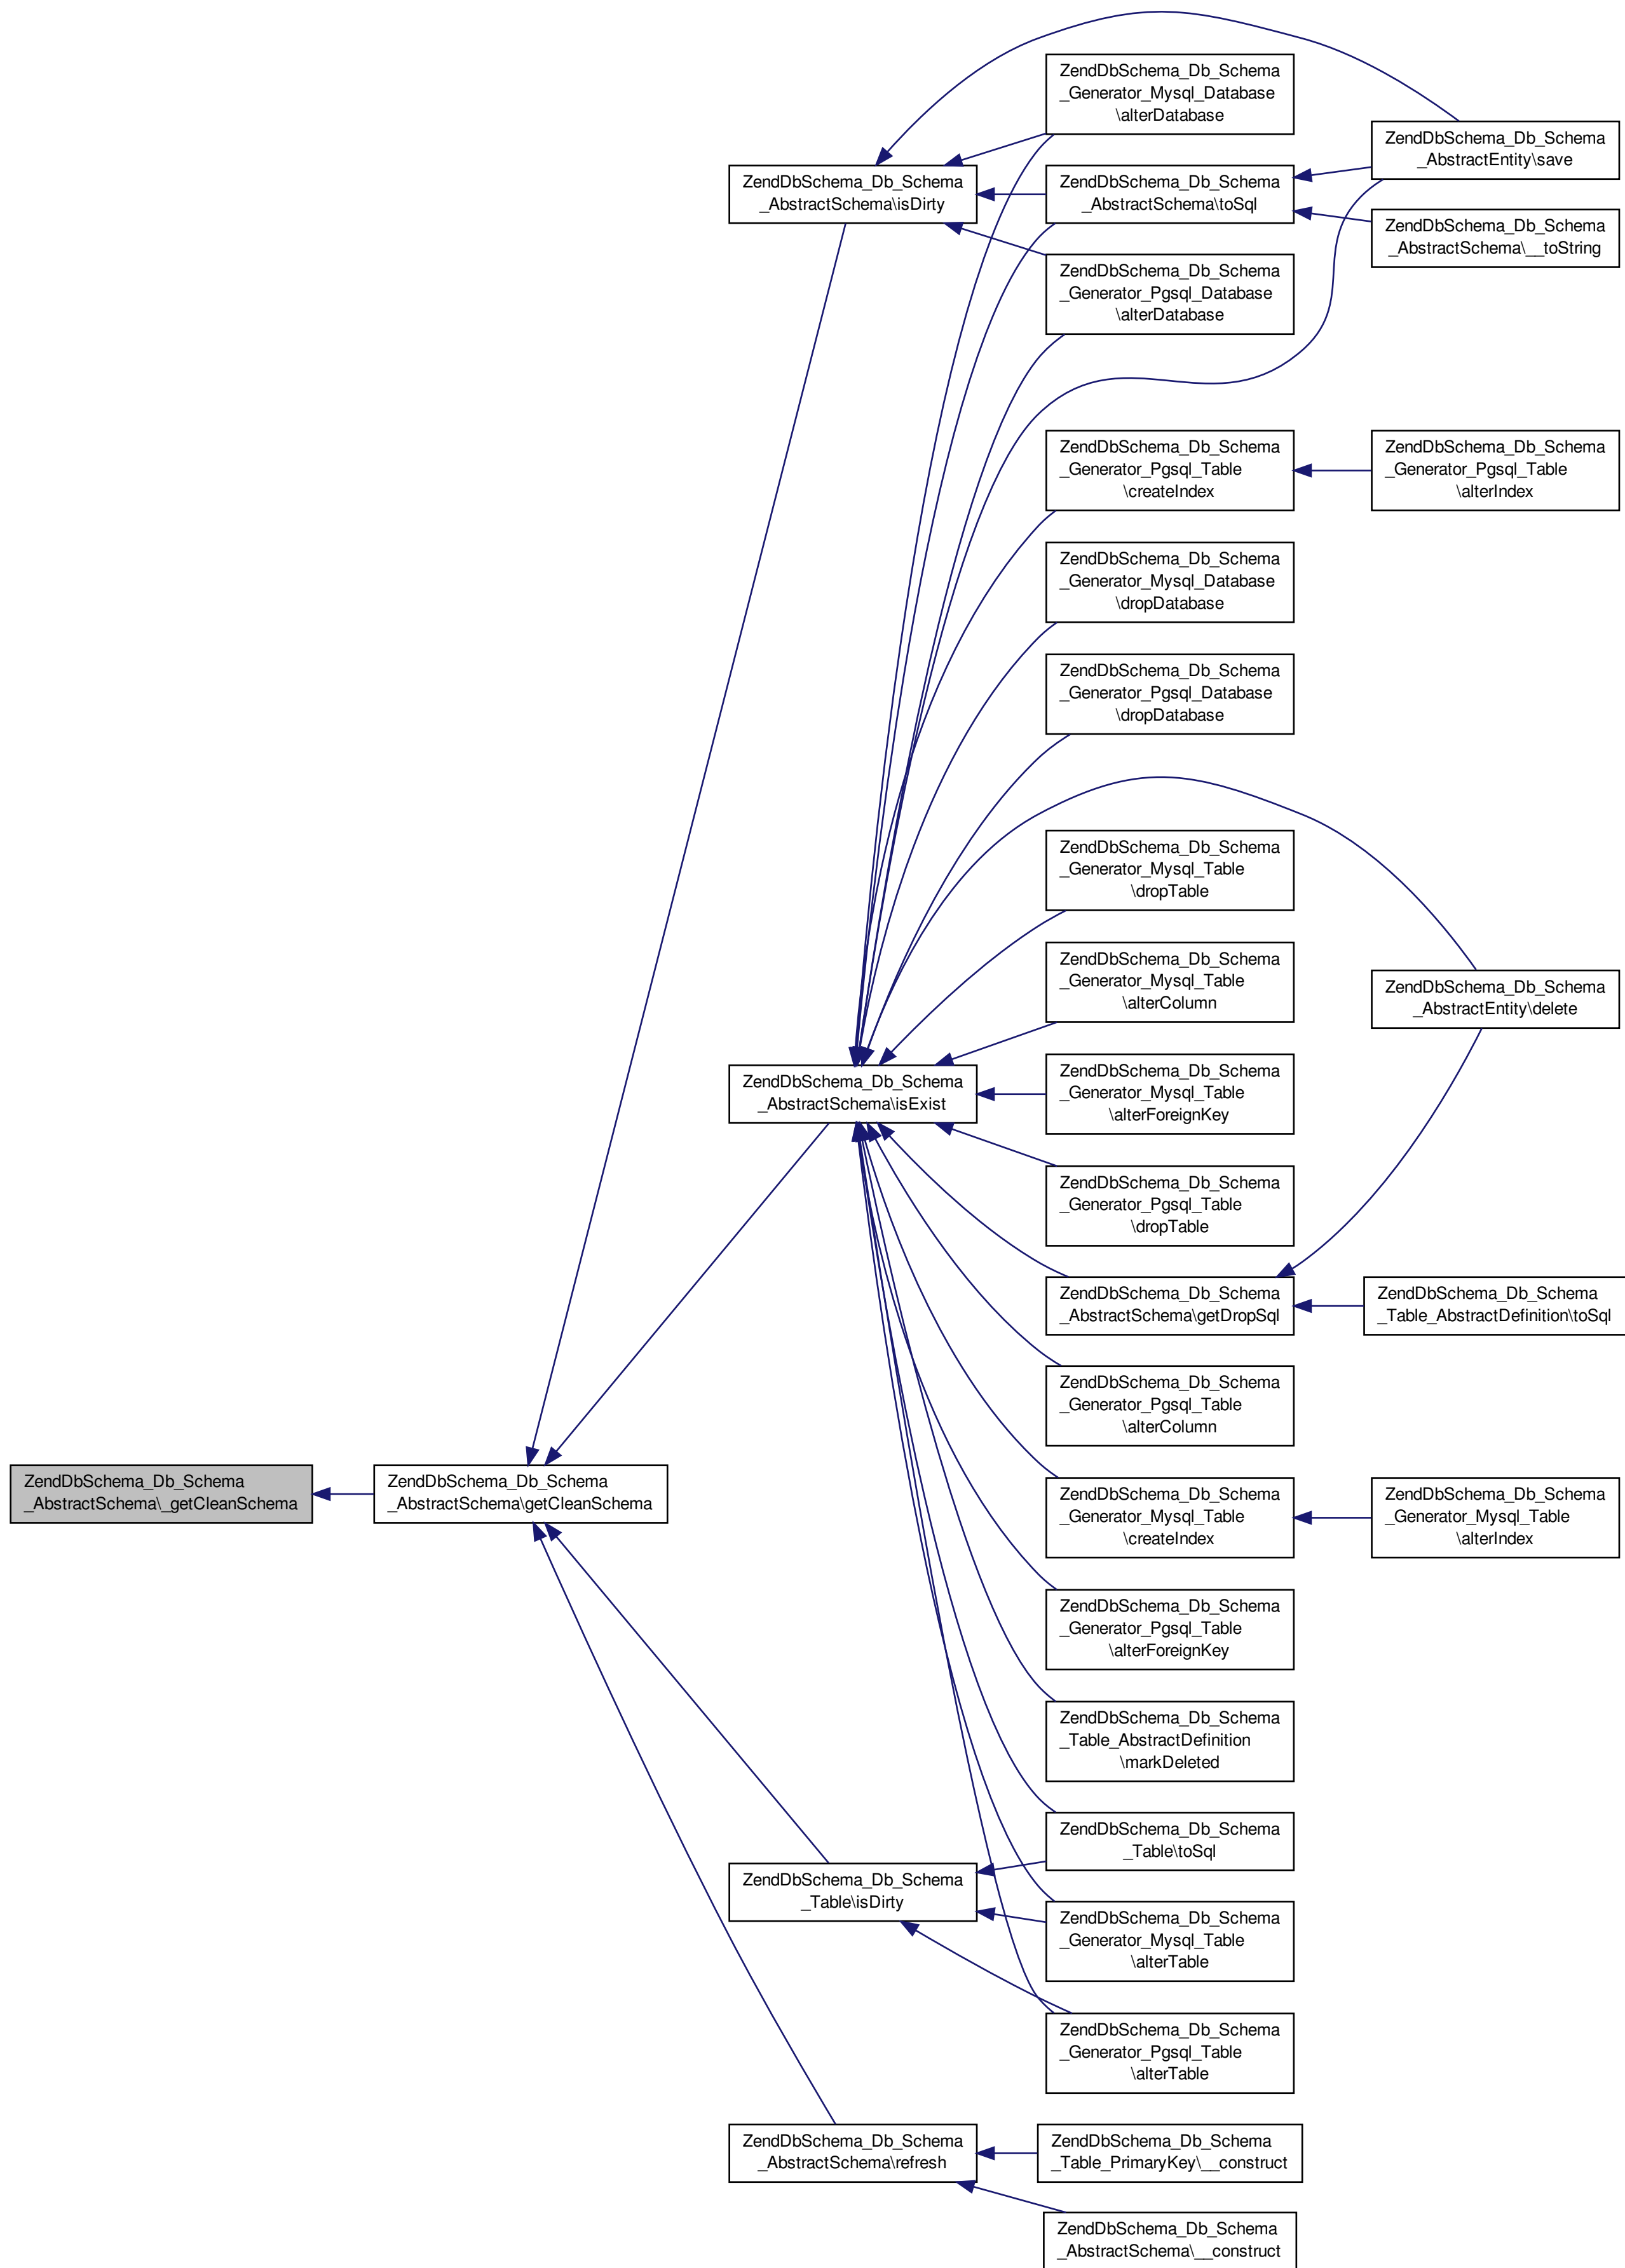 ZendDbSchema_Db_Schema
_Generator_Mysql_Database
\alterDatabase
ZendDbSchema_Db_Schema
_AbstractEntity\save
ZendDbSchema_Db_Schema
_AbstractSchema\isDirty
ZendDbSchema_Db_Schema
_AbstractSchema\toSql
ZendDbSchema_Db_Schema
_AbstractSchema\__toString
ZendDbSchema_Db_Schema
_Generator_Pgsql_Database
\alterDatabase
ZendDbSchema_Db_Schema
_Generator_Pgsql_Table
\createIndex
ZendDbSchema_Db_Schema
_Generator_Pgsql_Table
\alterIndex
ZendDbSchema_Db_Schema
_Generator_Mysql_Database
\dropDatabase
ZendDbSchema_Db_Schema
_Generator_Pgsql_Database
\dropDatabase
ZendDbSchema_Db_Schema
_Generator_Mysql_Table
\dropTable
ZendDbSchema_Db_Schema
_Generator_Mysql_Table
\alterColumn
ZendDbSchema_Db_Schema
_AbstractEntity\delete
ZendDbSchema_Db_Schema
_AbstractSchema\isExist
ZendDbSchema_Db_Schema
_Generator_Mysql_Table
\alterForeignKey
ZendDbSchema_Db_Schema
_Generator_Pgsql_Table
\dropTable
ZendDbSchema_Db_Schema
_AbstractSchema\getDropSql
ZendDbSchema_Db_Schema
_Table_AbstractDefinition\toSql
ZendDbSchema_Db_Schema
_Generator_Pgsql_Table
\alterColumn
ZendDbSchema_Db_Schema
_AbstractSchema\_getCleanSchema
ZendDbSchema_Db_Schema
_AbstractSchema\getCleanSchema
ZendDbSchema_Db_Schema
_Generator_Mysql_Table
\createIndex
ZendDbSchema_Db_Schema
_Generator_Mysql_Table
\alterIndex
ZendDbSchema_Db_Schema
_Generator_Pgsql_Table
\alterForeignKey
ZendDbSchema_Db_Schema
_Table_AbstractDefinition
\markDeleted
ZendDbSchema_Db_Schema
_Table\toSql
ZendDbSchema_Db_Schema
_Table\isDirty
ZendDbSchema_Db_Schema
_Generator_Mysql_Table
\alterTable
ZendDbSchema_Db_Schema
_Generator_Pgsql_Table
\alterTable
ZendDbSchema_Db_Schema
_AbstractSchema\refresh
ZendDbSchema_Db_Schema
_Table_PrimaryKey\__construct
ZendDbSchema_Db_Schema
_AbstractSchema\__construct